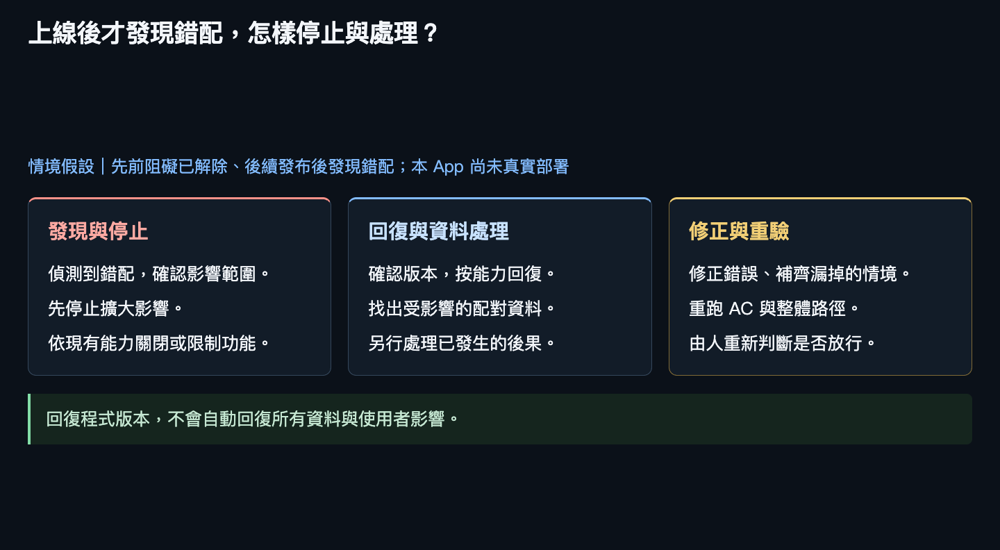 上線後才發現錯配，怎樣停止與處理？
情境假設｜先前阻礙已解除、後續發布後發現錯配；本 App 尚未真實部署
發現與停止
偵測到錯配，確認影響範圍。
先停止擴大影響。
依現有能力關閉或限制功能。
回復與資料處理
確認版本，按能力回復。
找出受影響的配對資料。
另行處理已發生的後果。
修正與重驗
修正錯誤、補齊漏掉的情境。
重跑 AC 與整體路徑。
由人重新判斷是否放行。
回復程式版本，不會自動回復所有資料與使用者影響。